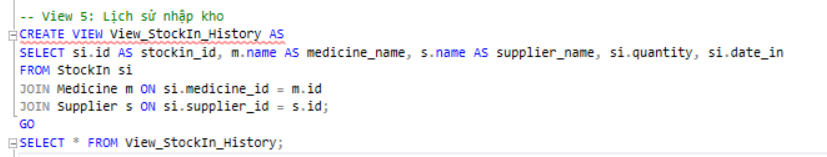 -- View 5: Lịch sử nhập kho
CREATE VIEW View_StockIn_History AS
SELECT si.id AS stockin_id, m.name AS medicine_name, s.name AS supplier_name, si.quantity, si.date_in
FROM StockIn si
JOIN Medicine m ON si.medicine_id = m.id
JOIN Supplier s ON si.supplier_id = s.id;
GO
SELECT * FROM View_StockIn_History;